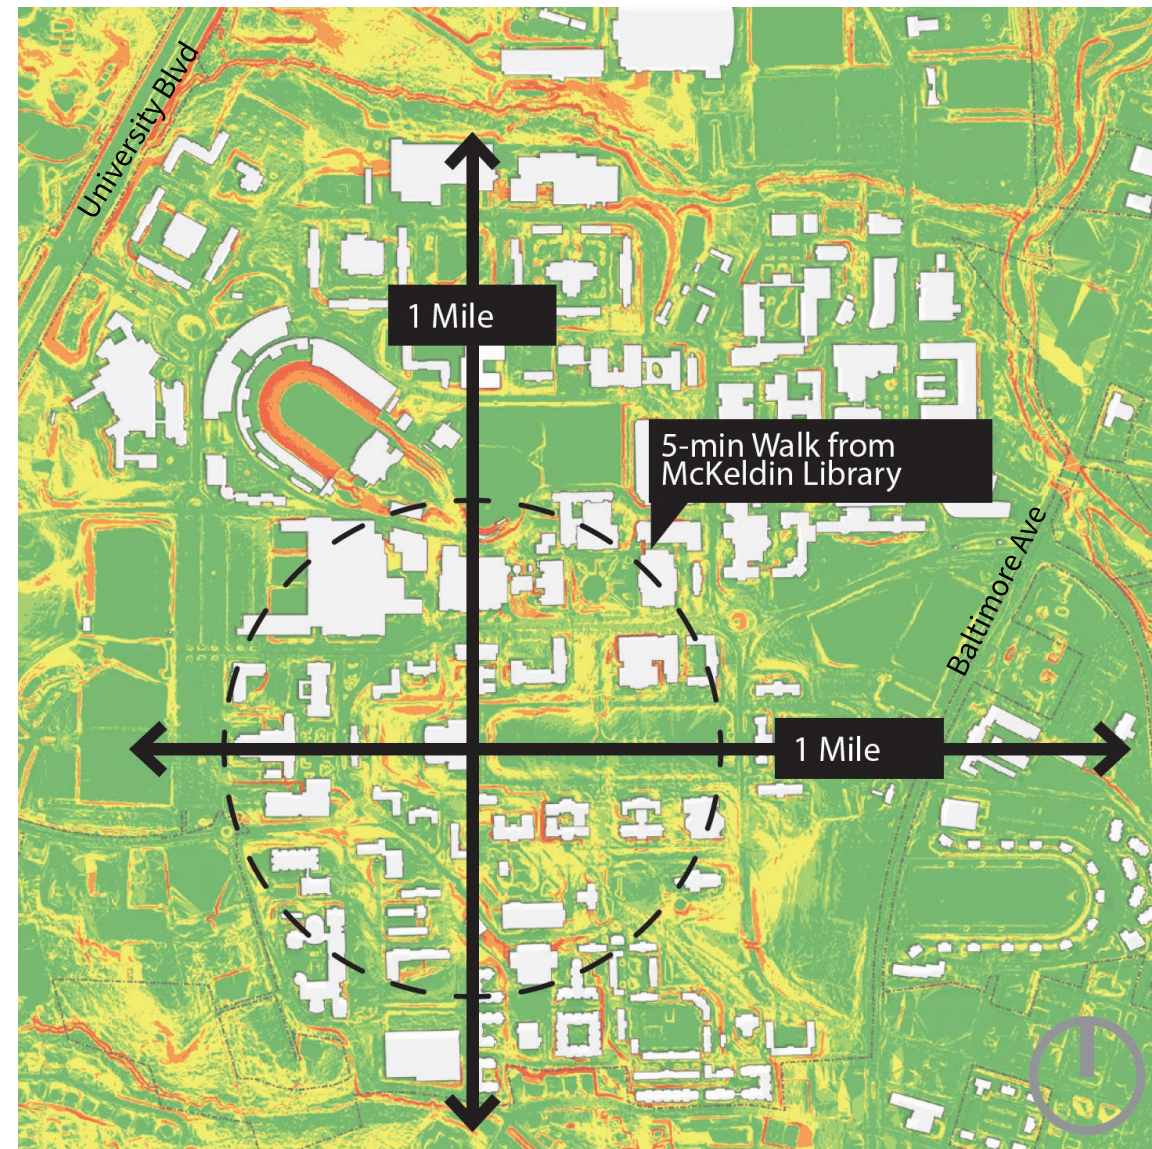 University Blvd
1 Mile
5-min Walk from
McKeldin Library
Baltimore Ave
1 Mile